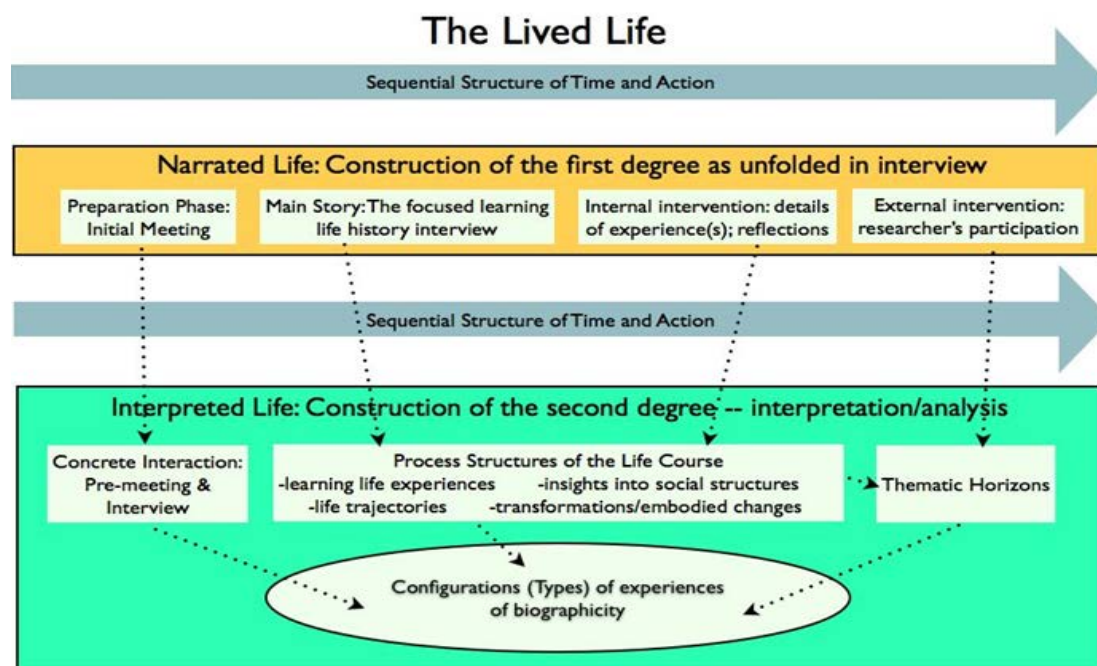 The Lived Life
Sequential Structure of Time and Action
Narrated Life: Construction of the first degree as unfolded in interview
Preparation Phase:
Initial Meeting
Main Story: The focused learning
life history interview
Internal intervention: details
of experience(s); reflections
External intervention:
researcher's participation
Sequential Structure of Time and Action
Interpreted Life: Construction of the second degree -- interpretation/analysis
Concrete Interaction:
Pre-meeting &
Interview
Process Structures of the Life Course
-learning life experiences -insights into social structures
-life trajectories -transformations/embodied changes
Thematic Horizons
Configurations (Types) of experiences
of biographicity